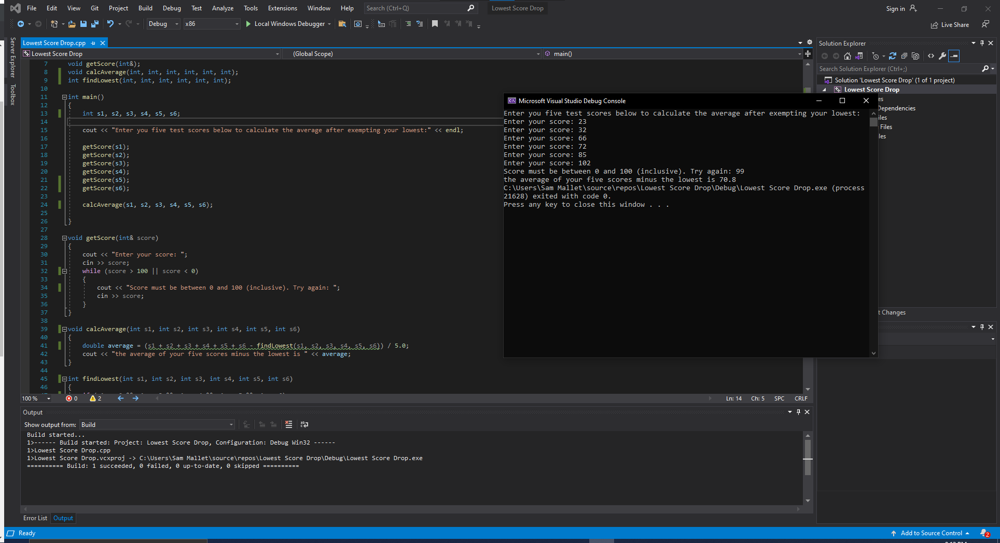 File Edit View Git Project Build Debug Test Analyze Tools Extensions Window Help Search (Ctrl+Q) Lowest Score Drop Sign in
Debug x86 Local Windows Debugger Live Share
Server Explorer
Toolbox
Lowest Score Drop.cpp
Lowest Score Drop (Global Scope) main()
7 void getScore(int&);
8 void calcAverage(int, int, int, int, int, int);
9 int findLowest(int, int, int, int, int, int);
10
11 int main()
12 {
13 int s1, s2, s3, s4, s5, s6;
14
15 cout << "Enter you five test scores below to calculate the average after exempting your lowest:" << endl;
16
17 getScore(s1);
18 getScore(s2);
19 getScore(s3);
20 getScore(s4);
21 getScore(s5);
22 getScore(s6);
23
24 calcAverage(s1, s2, s3, s4, s5, s6);
25
26 }
27
28 void getScore(int& score)
29 {
30 cout << "Enter your score: ";
31 cin >> score;
32 while (score > 100 || score < 0)
33 {
34 cout << "Score must be between 0 and 100 (inclusive). Try again: ";
35 cin >> score;
36 }
37 }
38
39 void calcAverage(int s1, int s2, int s3, int s4, int s5, int s6)
40 {
41 double average = (s1 + s2 + s3 + s4 + s5 + s6 - findLowest(s1, s2, s3, s4, s5, s6)) / 5.0;
42 cout << "the average of your five scores minus the lowest is " << average;
43 }
44
45 int findLowest(int s1, int s2, int s3, int s4, int s5, int s6)
46 {
100 % 0 2 Ln: 14 Ch: 5 SPC CRLF
Microsoft Visual Studio Debug Console
Enter you five test scores below to calculate the average after exempting your lowest:
Enter your score: 23
Enter your score: 32
Enter your score: 66
Enter your score: 72
Enter your score: 85
Enter your score: 102
Score must be between 0 and 100 (inclusive). Try again: 99
the average of your five scores minus the lowest is 70.8
C:\Users\Sam Mallet\source\repos\Lowest Score Drop\Debug\Lowest Score Drop.exe (process
21628) exited with code 0.
Press any key to close this window . . .
Solution Explorer
Search Solution Explorer (Ctrl+;)
Solution 'Lowest Score Drop' (1 of 1 project)
Lowest Score Drop
es
Dependencies
iles
Files
les
t Changes
Output
Show output from: Build
Build started...
1>------ Build started: Project: Lowest Score Drop, Configuration: Debug Win32 ------
1>Lowest Score Drop.cpp
1>Lowest Score Drop.vcxproj -> C:\Users\Sam Mallet\source\repos\Lowest Score Drop\Debug\Lowest Score Drop.exe
========== Build: 1 succeeded, 0 failed, 0 up-to-date, 0 skipped ==========
Error List Output
Ready Add to Source Control 2